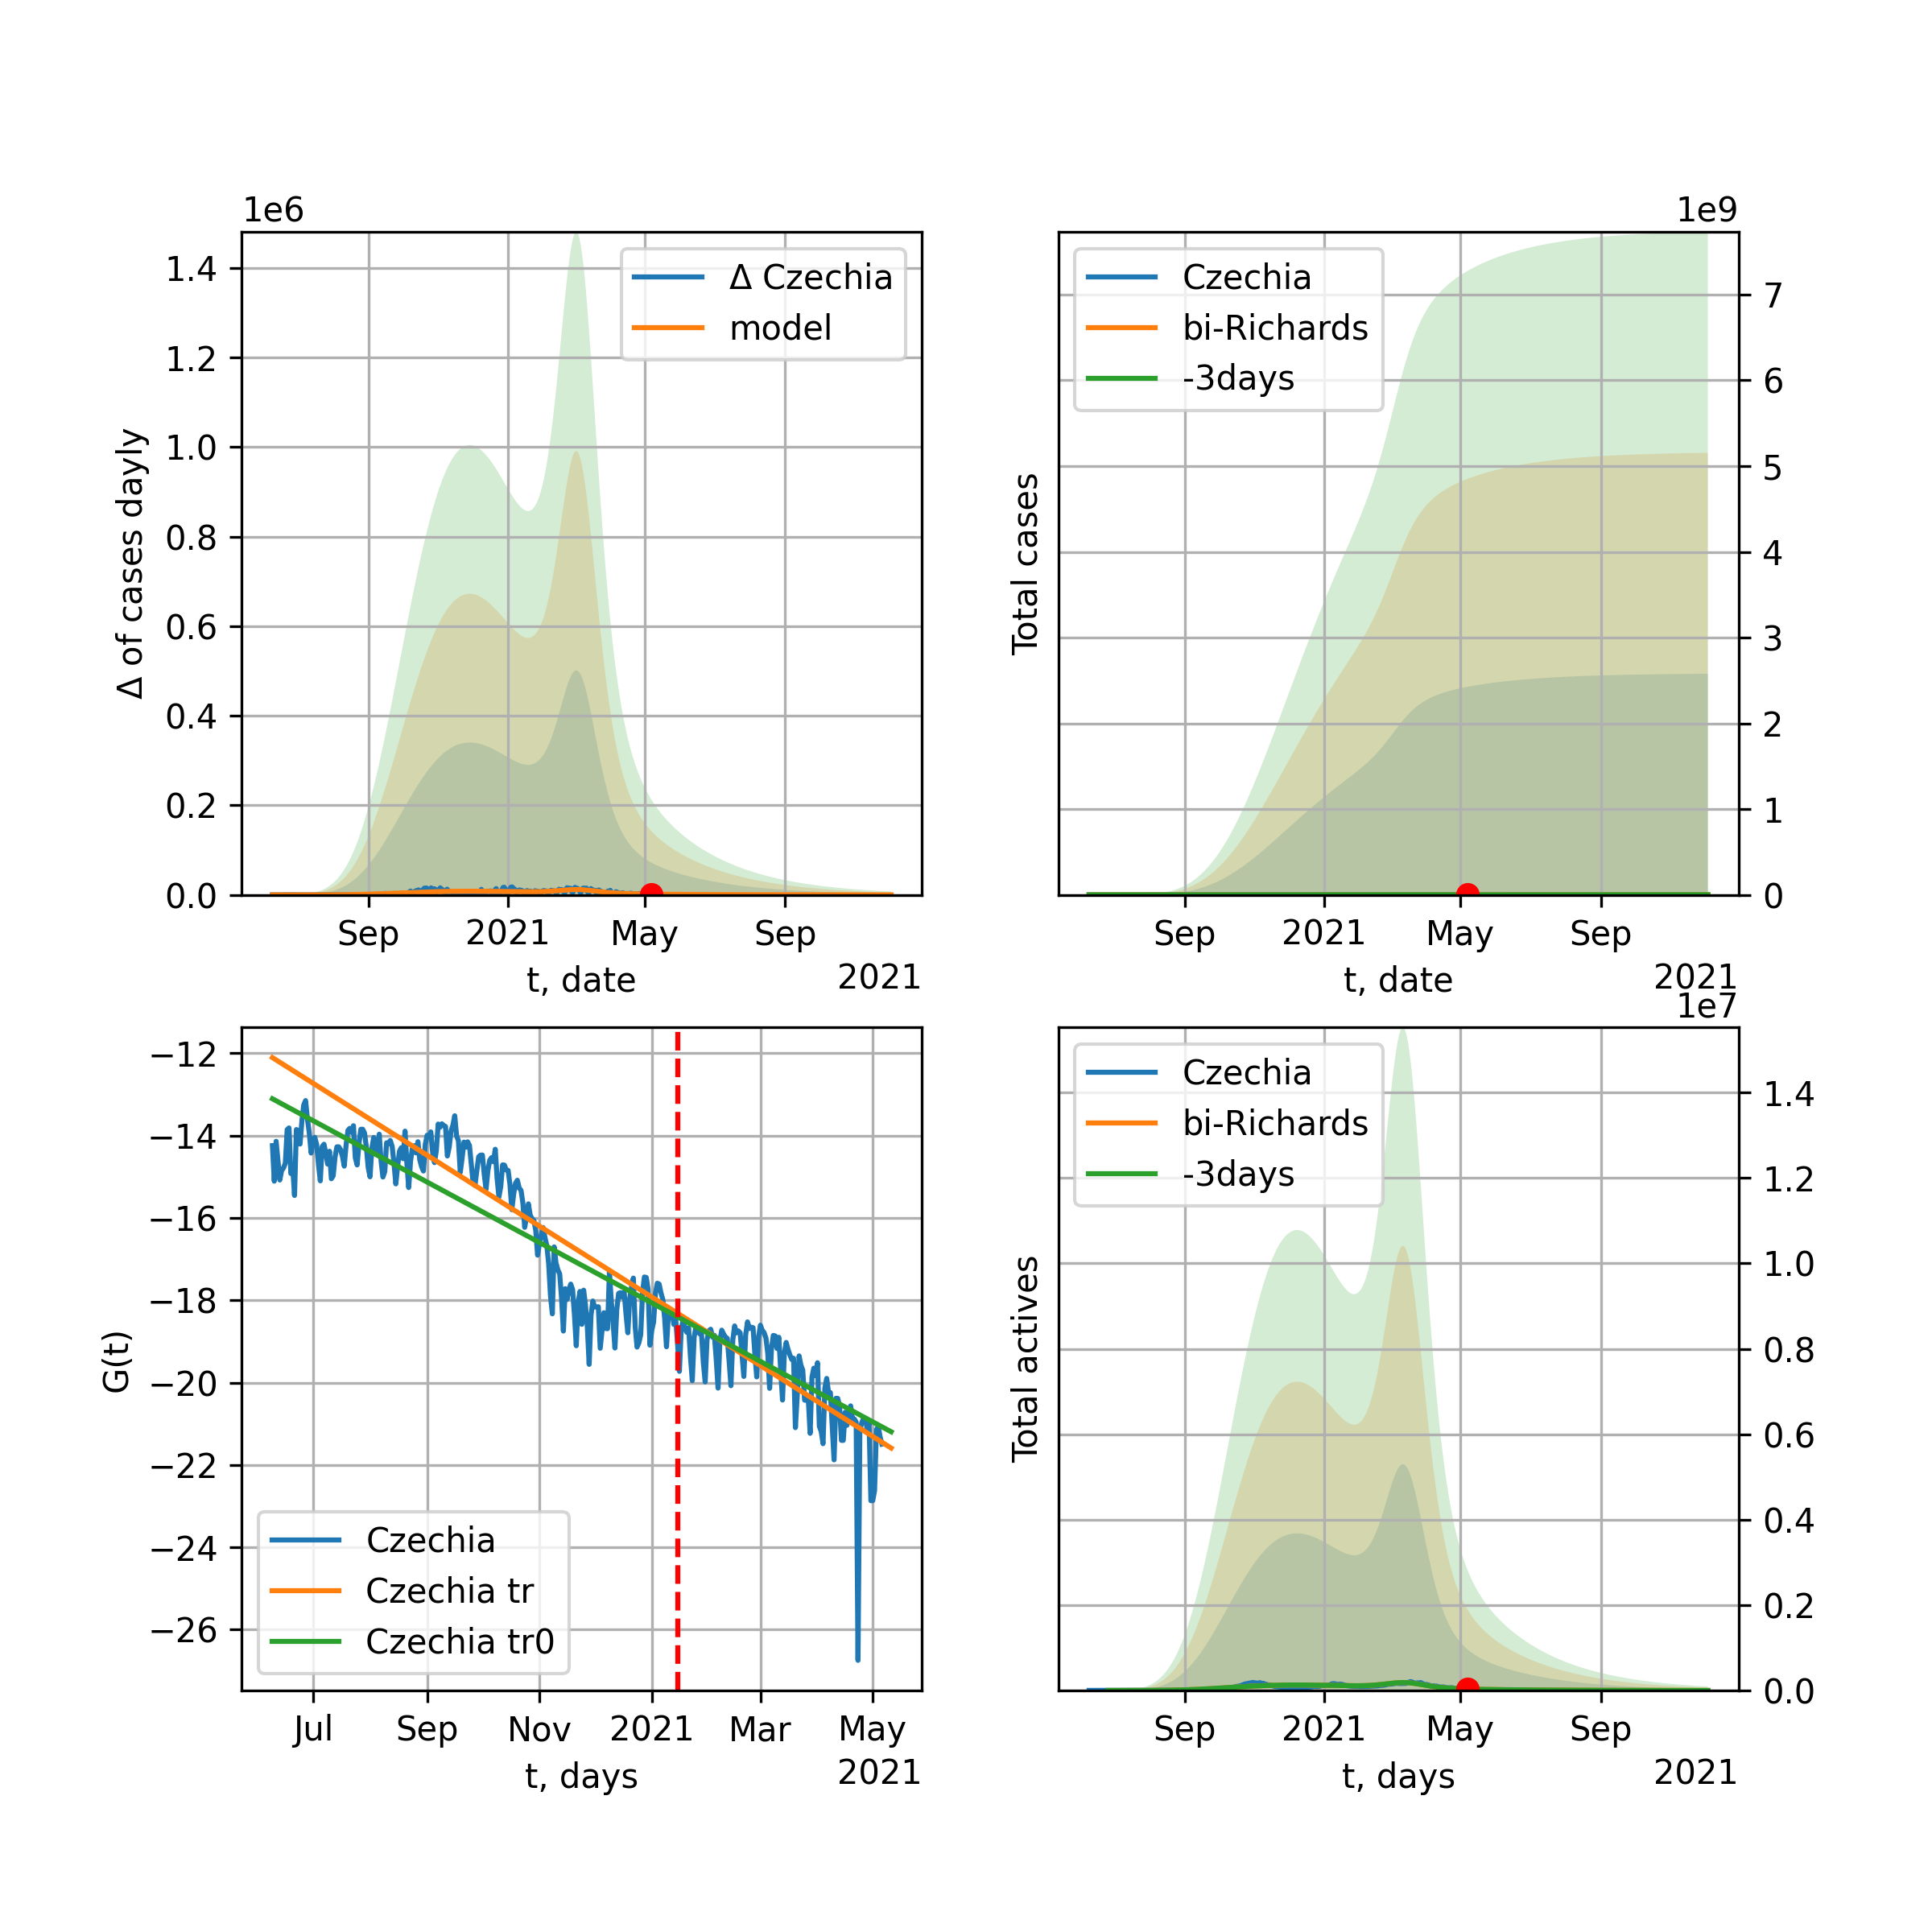 1e6
1.4
1.2
1.0
0.8
0.6
0.4
0.2
0.0
Δ of cases dayly
Δ Czechia
model
Sep 2021 May Sep
t, date
2021
1e9
7
6
5
4
3
2
1
0
Total cases
Czechia
bi-Richards
-3days
Sep 2021 May Sep
t, date
2021
−12
−14
−16
−18
−20
−22
−24
−26
G(t)
Czechia
Czechia tr
Czechia tr0
Jul Sep Nov 2021 Mar May
t, days
2021
1e7
1.4
1.2
1.0
0.8
0.6
0.4
0.2
0.0
Total actives
Czechia
bi-Richards
-3days
Sep 2021 May Sep
t, days
2021